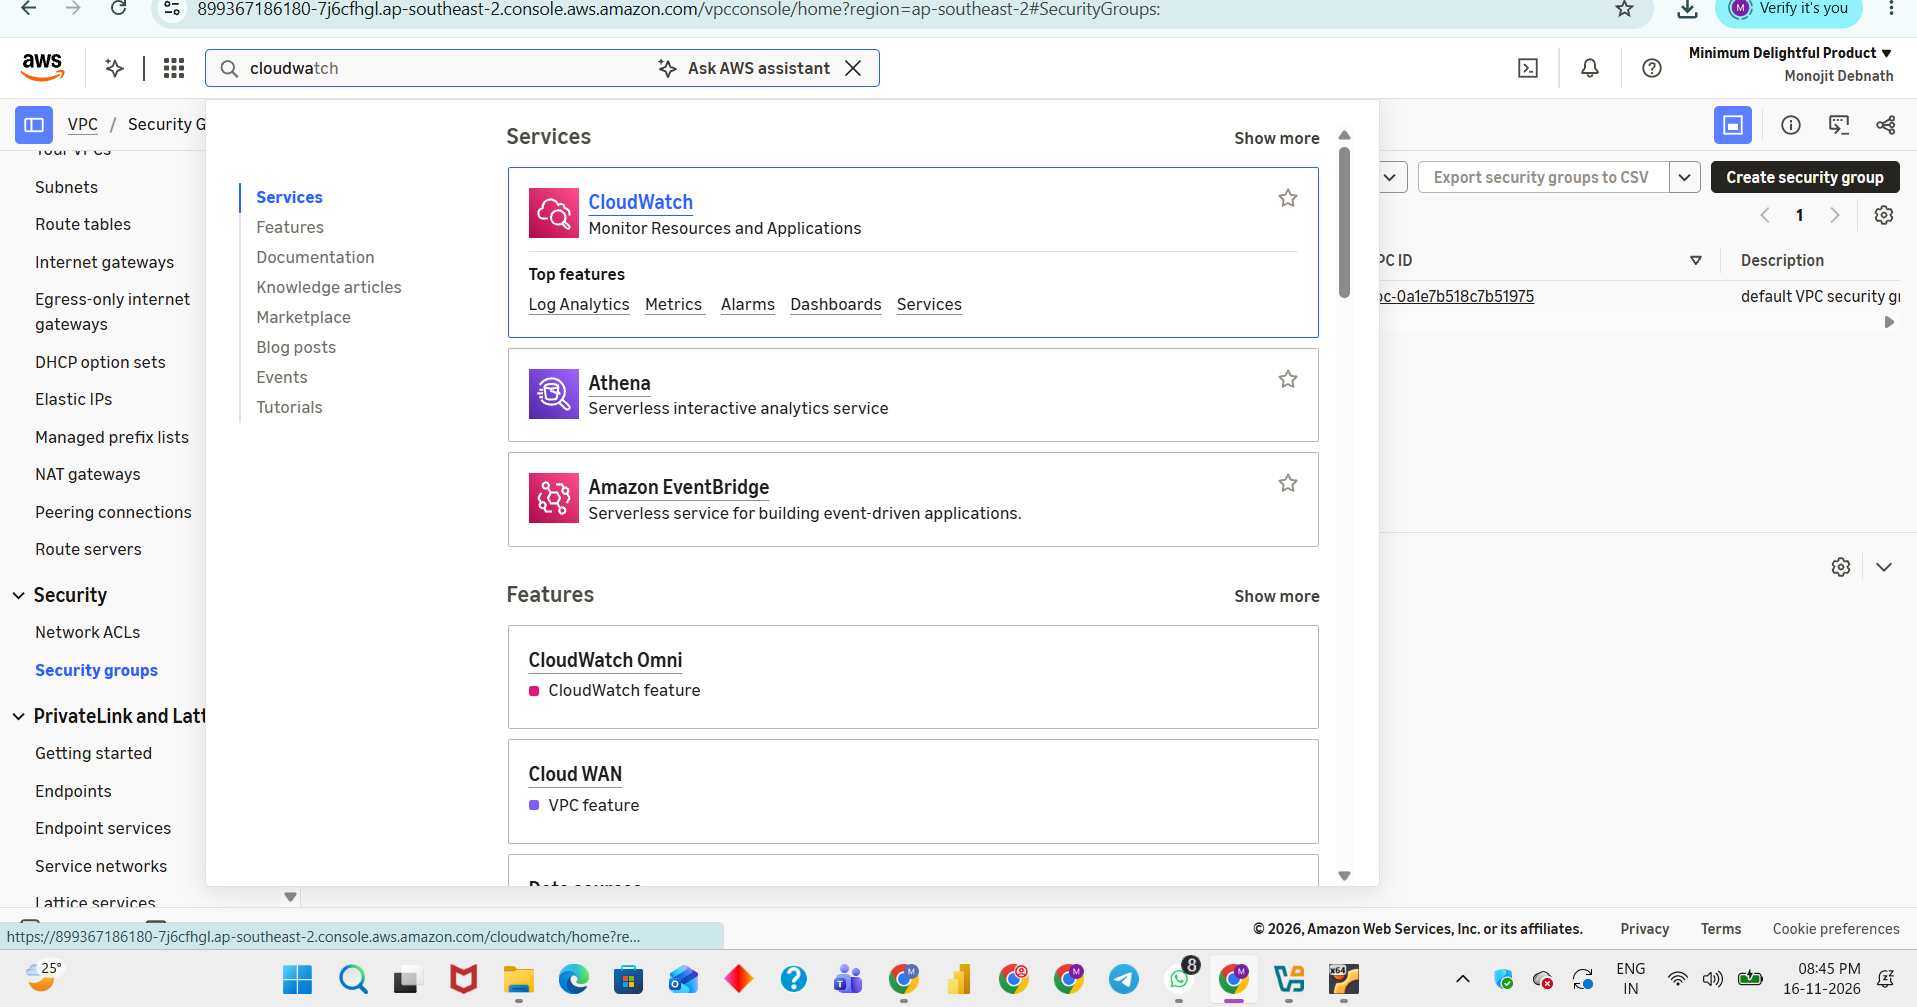 899367186180-7j6cfhgl.ap-southeast-2.console.aws.amazon.com/vpcconsole/home?region=ap-southeast-2#SecurityGroups:
M
Verify it's you
aws
cloudwatch
Ask AWS assistant
Minimum Delightful Product
Monojit Debnath
VPC / Security G
Your VPCs
Subnets
Route tables
Internet gateways
Egress-only internet
gateways
DHCP option sets
Elastic IPs
Managed prefix lists
NAT gateways
Peering connections
Route servers
Security
Network ACLs
Security groups
PrivateLink and Latt
Getting started
Endpoints
Endpoint services
Service networks
Lattice services
Services
Features
Documentation
Knowledge articles
Marketplace
Blog posts
Events
Tutorials
Services
Show more
CloudWatch
Monitor Resources and Applications
Top features
Log Analytics Metrics Alarms Dashboards Services
Athena
Serverless interactive analytics service
Amazon EventBridge
Serverless service for building event-driven applications.
Features
Show more
CloudWatch Omni
CloudWatch feature
Cloud WAN
VPC feature
Data sources
Export security groups to CSV
Create security group
1
PC ID
Description
pc-0a1e7b518c7b51975
default VPC security gr
https://899367186180-7j6cfhgl.ap-southeast-2.console.aws.amazon.com/cloudwatch/home?re...
© 2026, Amazon Web Services, Inc. or its affiliates.
Privacy
Terms
Cookie preferences
25°
8
x64
ENG
IN
08:45 PM
16-11-2026